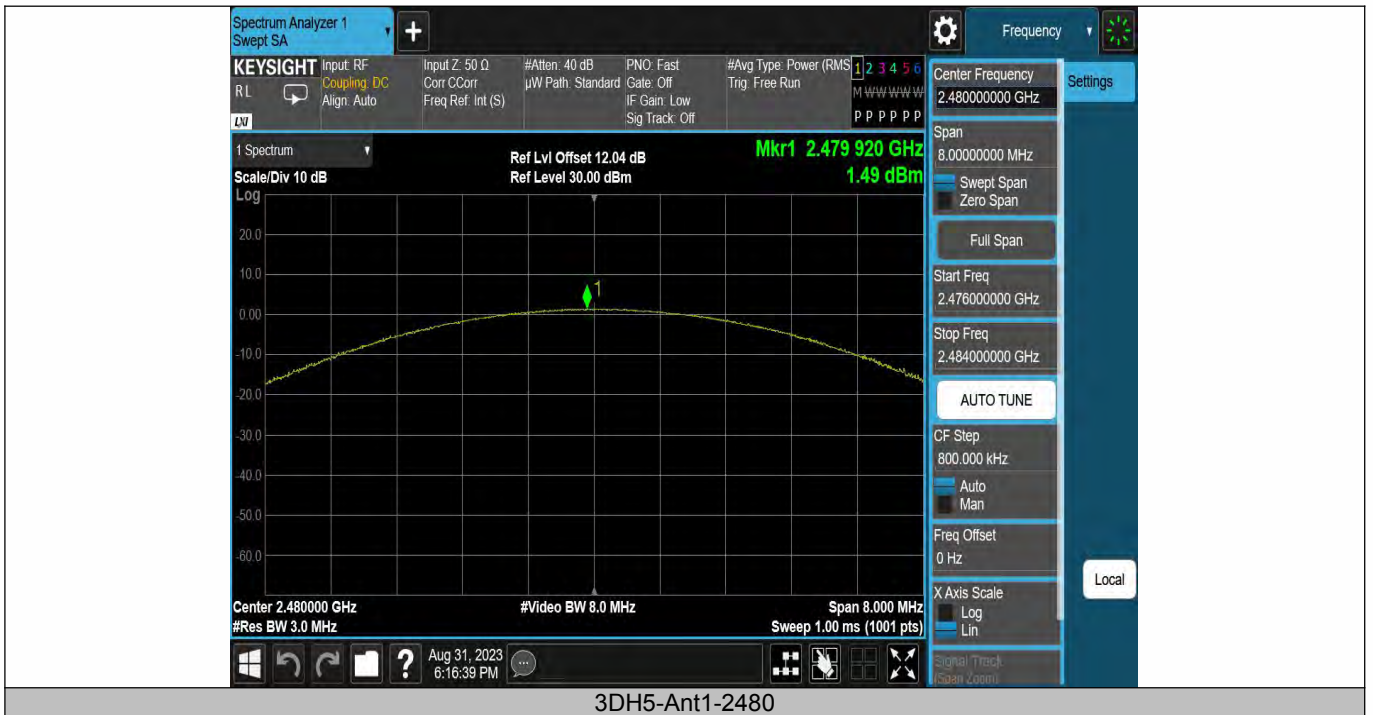 Spectrum Analyzer 1
Swept SA
+
Frequency
KEYSIGHT
RL
LXI
Input: RF
Coupling: DC
Align: Auto
Input Z: 50 Ω
Corr CCorr
Freq Ref: Int (S)
#Atten: 40 dB
µW Path: Standard
PNO: Fast
Gate: Off
IF Gain: Low
Sig Track: Off
#Avg Type: Power (RMS
Trig: Free Run
1 2 3 4 5 6
M W W W W W
P P P P P P
1 Spectrum
Scale/Div 10 dB
Ref Lvl Offset 12.04 dB
Ref Level 30.00 dBm
Mkr1 2.479 920 GHz
1.49 dBm
Log
20.0
10.0
0.00
-10.0
-20.0
-30.0
-40.0
-50.0
-60.0
1
Center 2.480000 GHz
#Res BW 3.0 MHz
#Video BW 8.0 MHz
Span 8.000 MHz
Sweep 1.00 ms (1001 pts)
Center Frequency
2.480000000 GHz
Settings
Span
8.00000000 MHz
Swept Span
Zero Span
Full Span
Start Freq
2.476000000 GHz
Stop Freq
2.484000000 GHz
AUTO TUNE
CF Step
800.000 kHz
Auto
Man
Freq Offset
0 Hz
X Axis Scale
Log
Lin
Signal Track
(Span Zoom)
Local
?
Aug 31, 2023
6:16:39 PM
3DH5-Ant1-2480